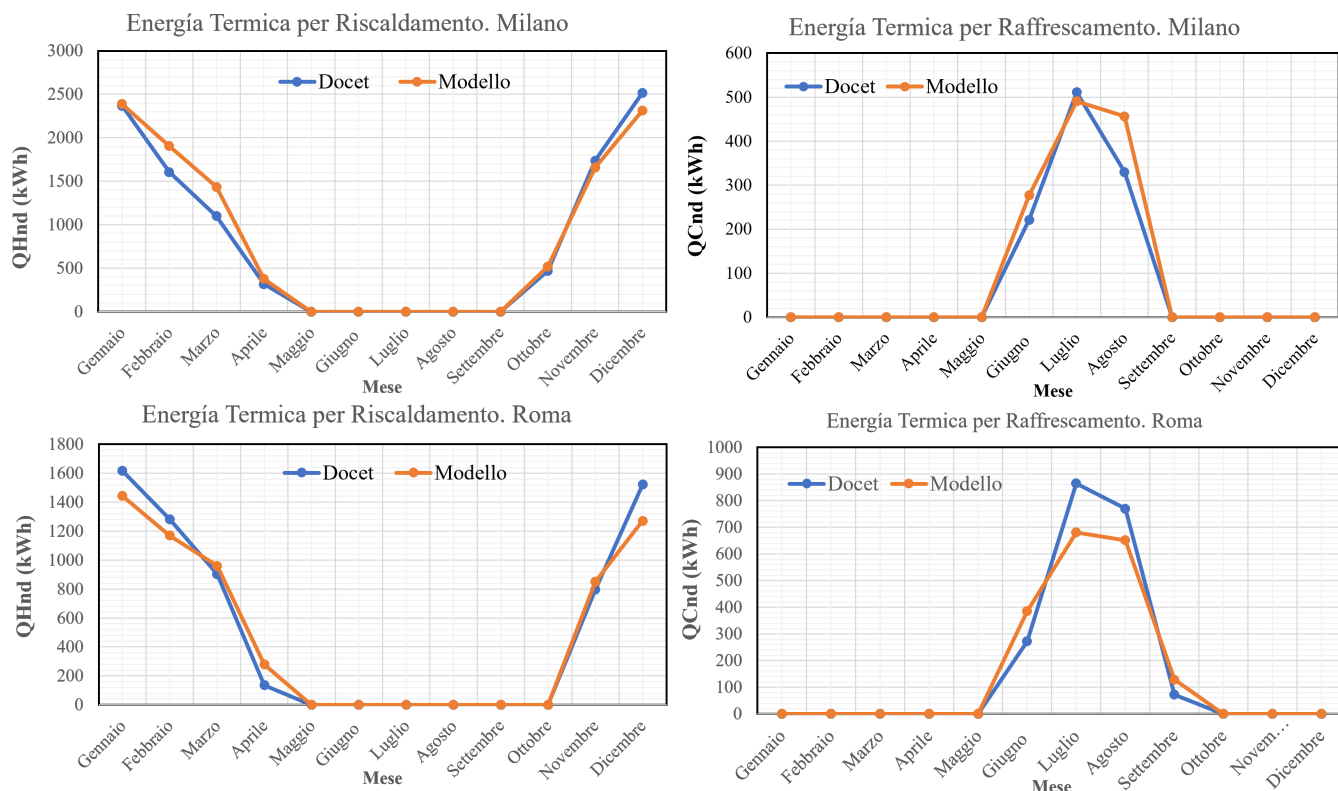 Energía Termica per Riscaldamento. Milano
3000
2500
2000
1500
1000
500
0
QHnd (kWh)
Docet
Modello
Gennaio
Febbraio
Marzo
Aprile
Maggio
Giugno
Luglio
Agosto
Settembre
Ottobre
Novembre
Dicembre
Mese
Energía Termica per Raffrescamento. Milano
600
500
400
300
200
100
0
QCnd (kWh)
Docet
Modello
Gennaio
Febbraio
Marzo
Aprile
Maggio
Giugno
Luglio
Agosto
Settembre
Ottobre
Novembre
Dicembre
Mese
Energía Termica per Riscaldamento. Roma
1800
1600
1400
1200
1000
800
600
400
200
0
QHnd (kWh)
Docet
Modello
Gennaio
Febbraio
Marzo
Aprile
Maggio
Giugno
Luglio
Agosto
Settembre
Ottobre
Novembre
Dicembre
Mese
Energía Termica per Raffrescamento. Roma
1000
900
800
700
600
500
400
300
200
100
0
QCnd (kWh)
Docet
Modello
Gennaio
Febbraio
Marzo
Aprile
Maggio
Giugno
Luglio
Agosto
Settembre
Ottobre
Novem…
Dicembre
Mese